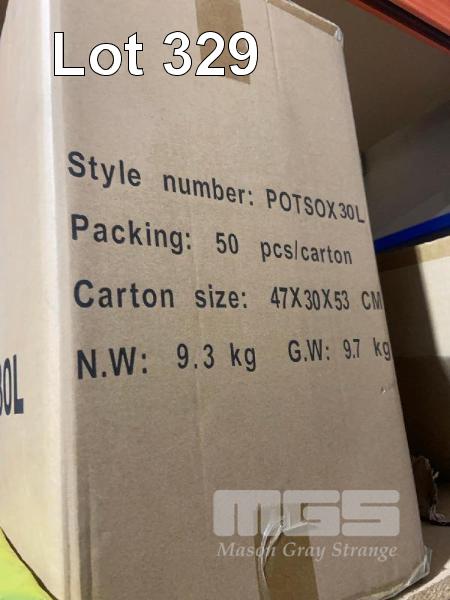 Lot 329
Style number: POTSOX30L
Packing: 50 pcs/carton
Carton size: 47X30X53 CM
N.W: 9.3 kg G.W: 9.7 kg
30L
MGS
Mason Gray Strange